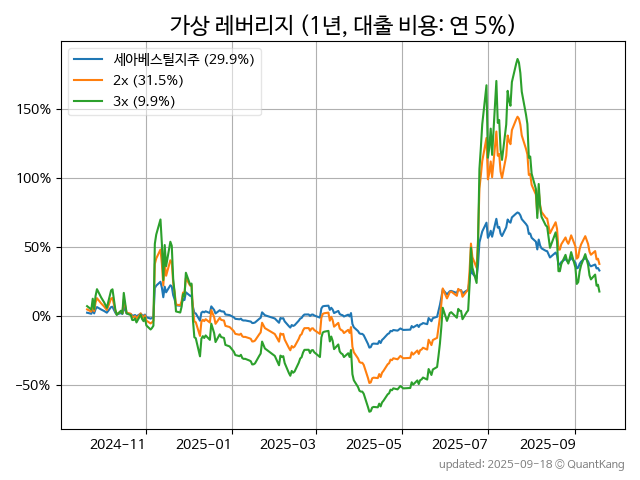 가상 레버리지 (1년, 대출 비용: 연 5%)
세아베스틸지주 (29.9%)
2x (31.5%)
3x (9.9%)
150%
100%
50%
0%
−50%
2024-11 2025-01 2025-03 2025-05 2025-07 2025-09
updated: 2025-09-18 © QuantKang